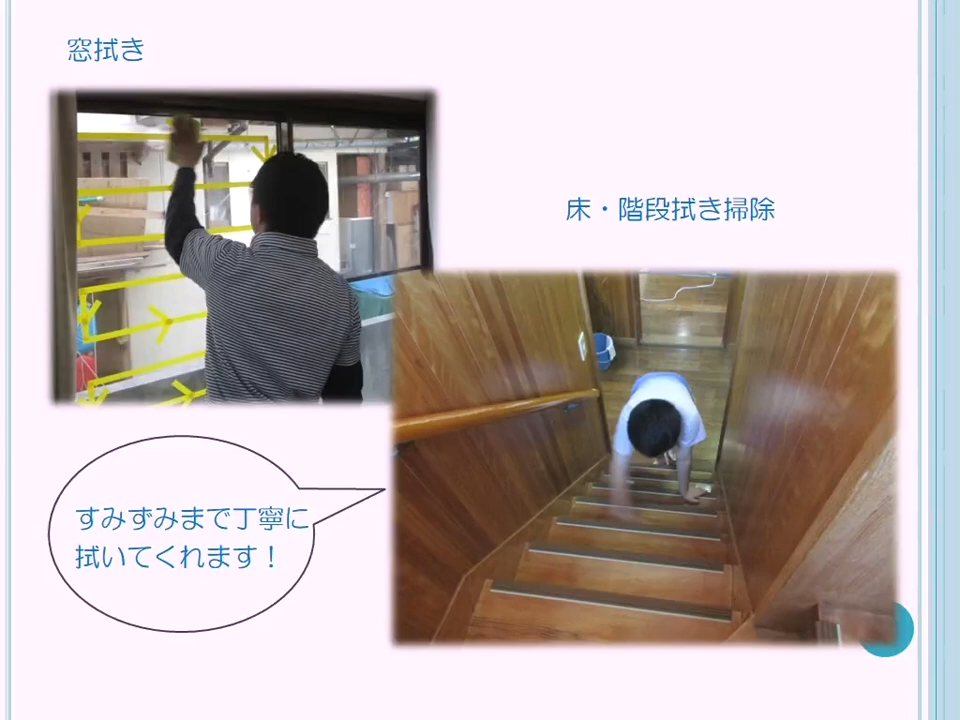 窓拭き
床・階段拭き掃除
すみずみまで丁寧に
拭いてくれます！